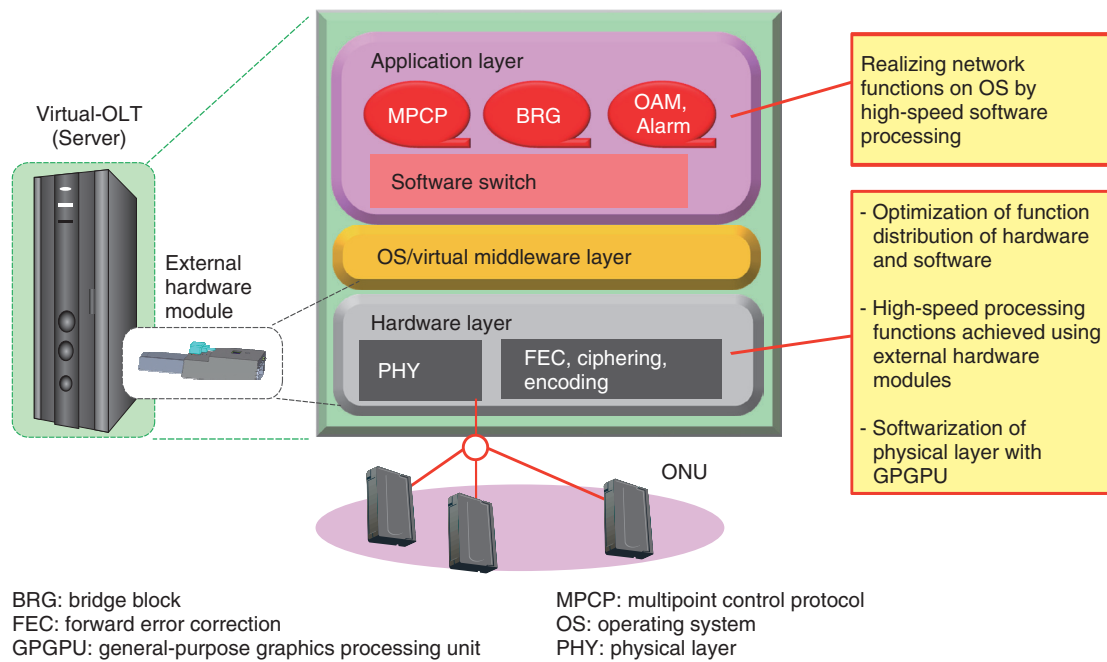 Virtual-OLT
(Server)
External
hardware
module
Application layer
MPCP
BRG
OAM,
Alarm
Software switch
OS/virtual middleware layer
Hardware layer
PHY
FEC, ciphering,
encoding
ONU
Realizing network
functions on OS by
high-speed software
processing
- Optimization of function
distribution of hardware
and software
- High-speed processing
functions achieved using
external hardware
modules
- Softwarization of
physical layer with
GPGPU
BRG: bridge block
FEC: forward error correction
GPGPU: general-purpose graphics processing unit
MPCP: multipoint control protocol
OS: operating system
PHY: physical layer